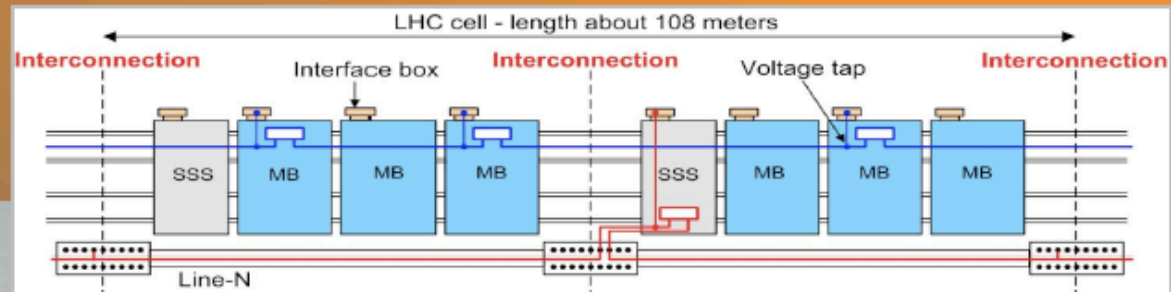 LHC cell - length about 108 meters
Interconnection
Interface box
Interconnection
Voltage tap
Interconnection
SSS
MB
MB
MB
SSS
MB
MB
MB
Line-N